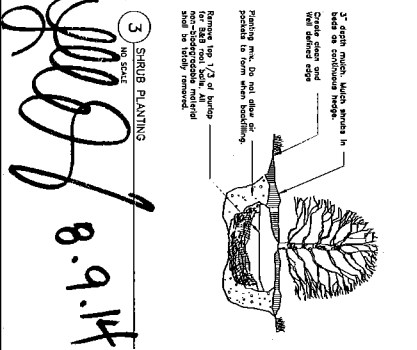 3" depth mulch. Mulch shrubs in
beds as continuous hedge.
Create clean and
Well defined edge
Planting mix. Do not allow air
pockets to form when backfilling.
Remove top 1/3 of burlap
for B&B root balls. All
non-biodegradable material
shall be totally removed.
3 SHRUB PLANTING
NO SCALE
8.9.14